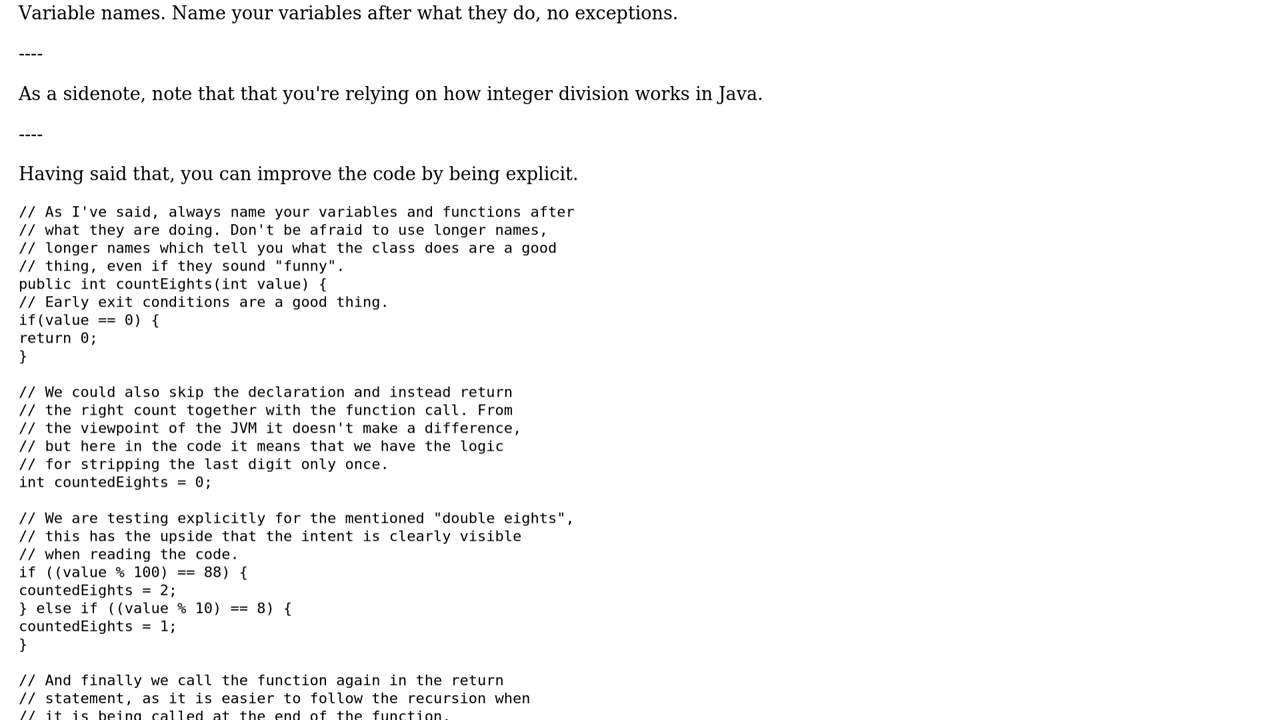 Variable names. Name your variables after what they do, no exceptions.
----
As a sidenote, note that that you're relying on how integer division works in Java.
----
Having said that, you can improve the code by being explicit.
// As I've said, always name your variables and functions after
// what they are doing. Don't be afraid to use longer names,
// longer names which tell you what the class does are a good
// thing, even if they sound "funny".
public int countEights(int value) {
// Early exit conditions are a good thing.
if(value == 0) {
return 0;
}
// We could also skip the declaration and instead return
// the right count together with the function call. From
// the viewpoint of the JVM it doesn't make a difference,
// but here in the code it means that we have the logic
// for stripping the last digit only once.
int countedEights = 0;
// We are testing explicitly for the mentioned "double eights",
// this has the upside that the intent is clearly visible
// when reading the code.
if ((value % 100) == 88) {
countedEights = 2;
} else if ((value % 10) == 8) {
countedEights = 1;
}
// And finally we call the function again in the return
// statement, as it is easier to follow the recursion when
// it is being called at the end of the function.